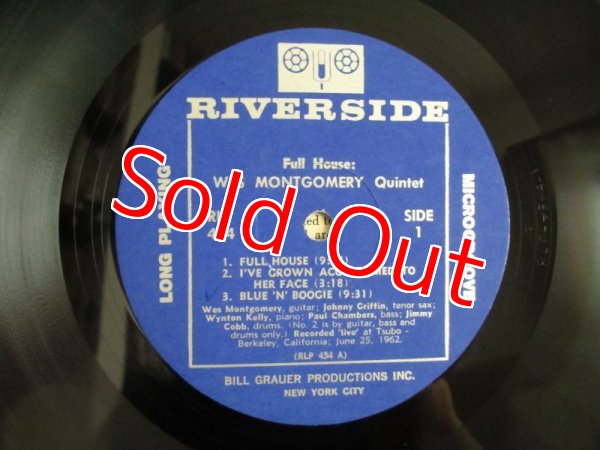 RIVERSIDE
Full House:
MONTGOMERY Quintet
LONG PLAYING
SIDE
1
Sold Out
1. FULL HOUSE
2. I'VE GROWN TO
HER FACE (3:18)
3. BLUE 'N' BOOGIE (9:31)
Wes Montgomery, guitar; Johnny Griffin, tenor sax;
Wynton Kelly, piano; Paul Chambers, bass; Jimmy
Cobb, drums. (No. 2 is by guitar, bass and
drums only.) Recorded 'live' at Tsubo -
Berkeley, California; June 25, 1962.
(RLP 434 A)
BILL GRAUER PRODUCTIONS INC.
NEW YORK CITY